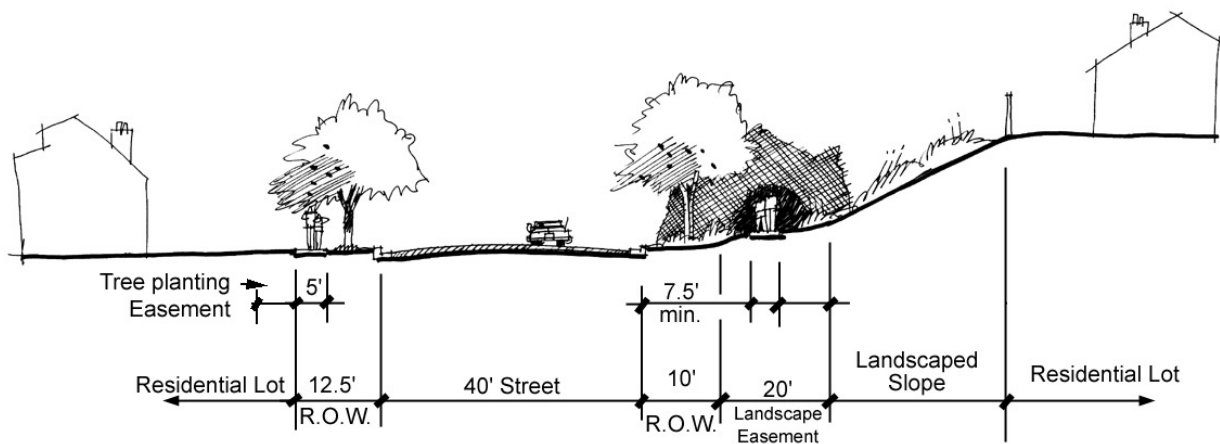 Tree planting
Easement
5'
7.5'
min.
Residential Lot
12.5'
R.O.W.
40' Street
10'
R.O.W.
20'
Landscape
Easement
Landscaped
Slope
Residential Lot